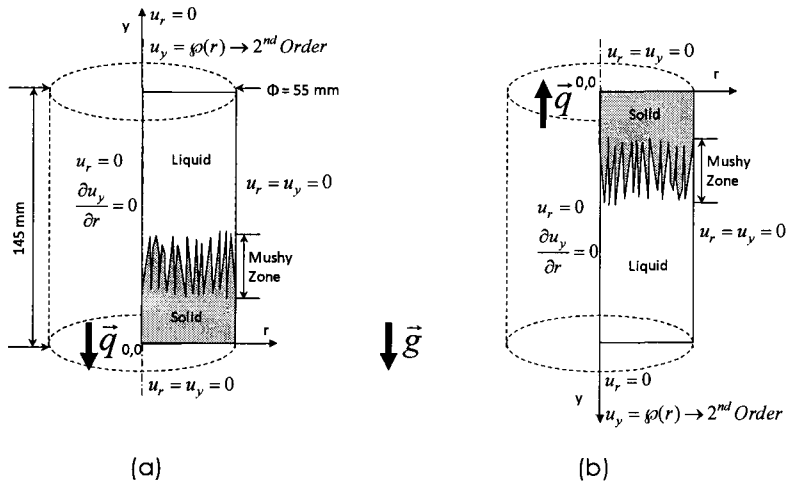 y
u_r = 0
u_y = ℘(r) → 2^nd Order
Φ = 55 mm
145 mm
u_r = 0
∂u_y/∂r = 0
Liquid
u_r = u_y = 0
Mushy
Zone
Solid
q⃗
0,0
r
u_r = u_y = 0
g⃗
(a)
u_r = u_y = 0
0,0
r
q⃗
Solid
Mushy
Zone
u_r = 0
∂u_y/∂r = 0
u_r = u_y = 0
Liquid
u_r = 0
y
u_y = ℘(r) → 2^nd Order
(b)